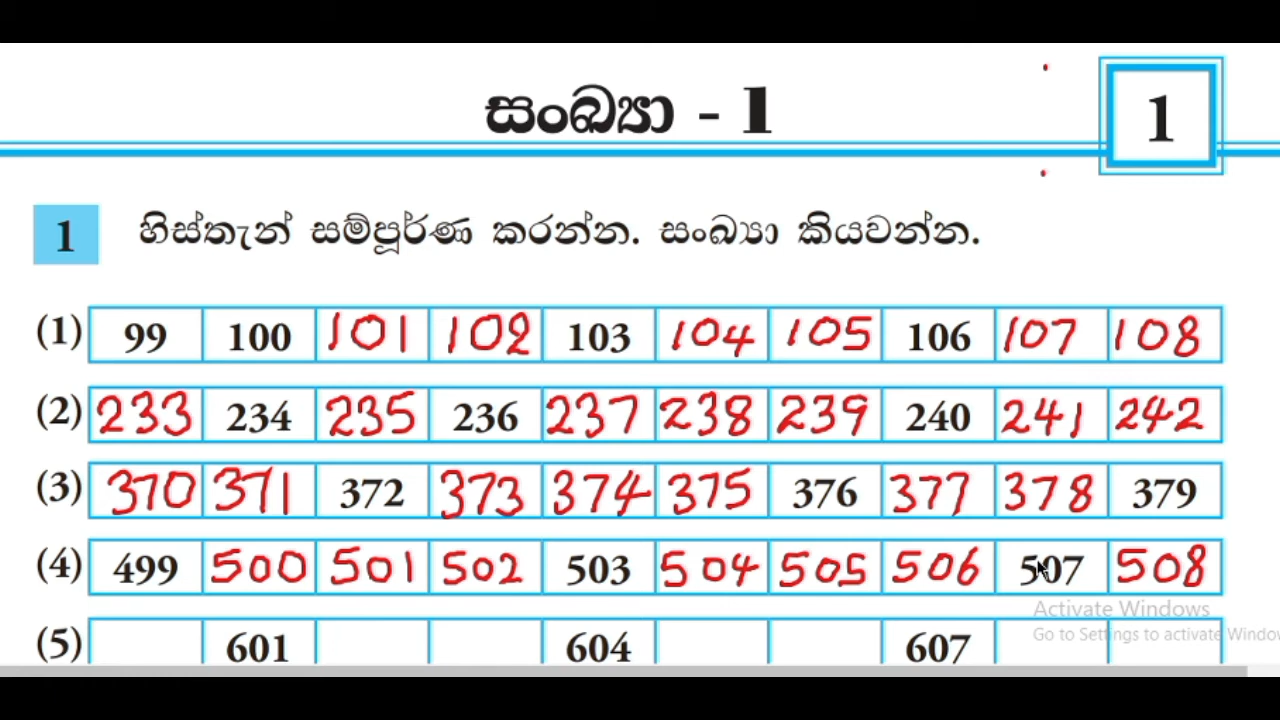 සංඛ්‍යා - 1
1
1 හිස්තැන් සම්පූර්ණ කරන්න. සංඛ්‍යා කියවන්න.
(1) 99 100 101 102 103 104 105 106 107 108
(2) 233 234 235 236 237 238 239 240 241 242
(3) 370 371 372 373 374 375 376 377 378 379
(4) 499 500 501 502 503 504 505 506 507 508
Activate Windows
Go to Settings to activate Windo
(5) 601 604 607